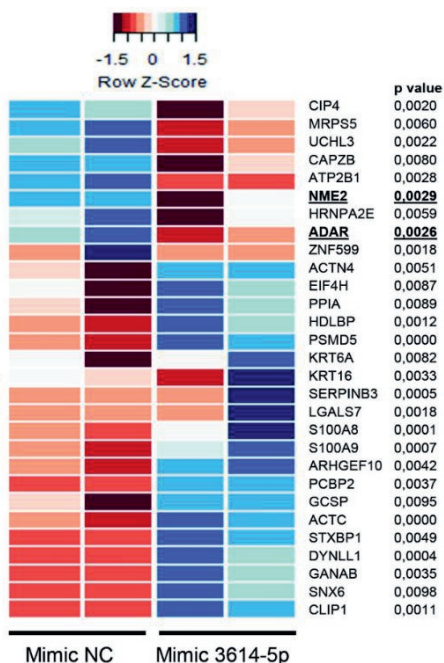 -1.5 0 1.5
Row Z-Score
p value
CIP4 0,0020
MRPS5 0,0060
UCHL3 0,0022
CAPZB 0,0080
ATP2B1 0,0028
NME2 0,0029
HRNPA2E 0,0059
ADAR 0,0026
ZNF599 0,0018
ACTN4 0,0051
EIF4H 0,0087
PPIA 0,0089
HDLBP 0,0012
PSMD5 0,0000
KRT6A 0,0082
KRT16 0,0033
SERPINB3 0,0005
LGALS7 0,0018
S100A8 0,0001
S100A9 0,0007
ARHGEF10 0,0042
PCBP2 0,0037
GCSP 0,0095
ACTC 0,0000
STXBP1 0,0049
DYNLL1 0,0004
GANAB 0,0035
SNX6 0,0098
CLIP1 0,0011
Mimic NC Mimic 3614-5p